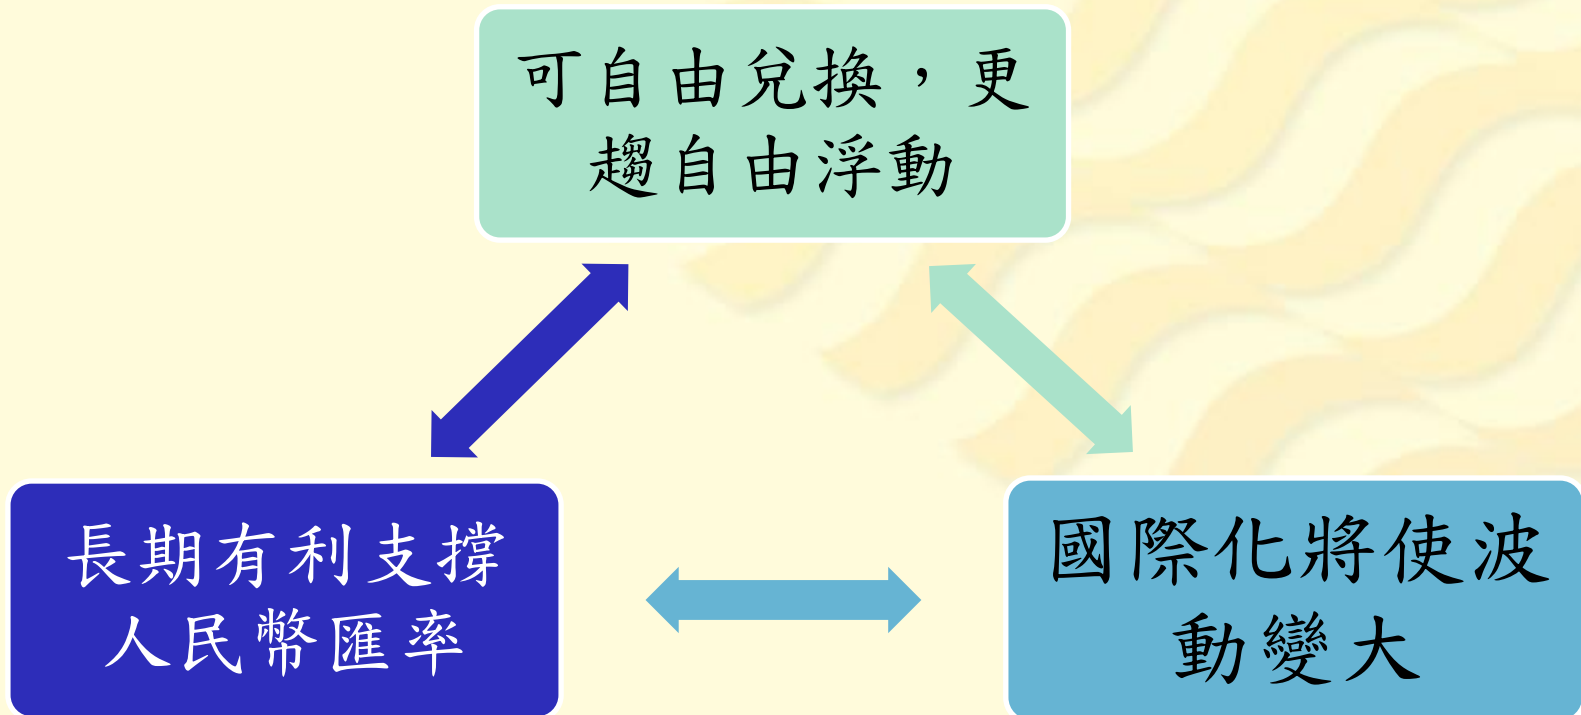 可自由兌換，更
趨自由浮動
長期有利支撐
人民幣匯率
國際化將使波
動變大